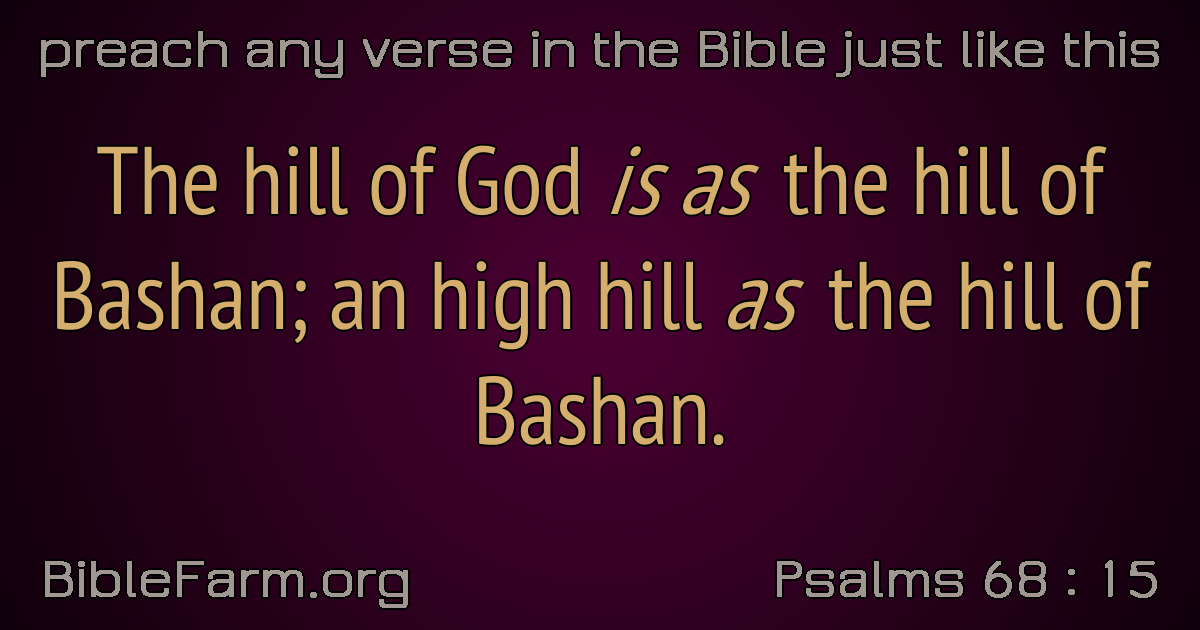 preach any verse in the Bible just like this
The hill of God is as the hill of
Bashan; an high hill as the hill of
Bashan.
BibleFarm.org
Psalms 68 : 15